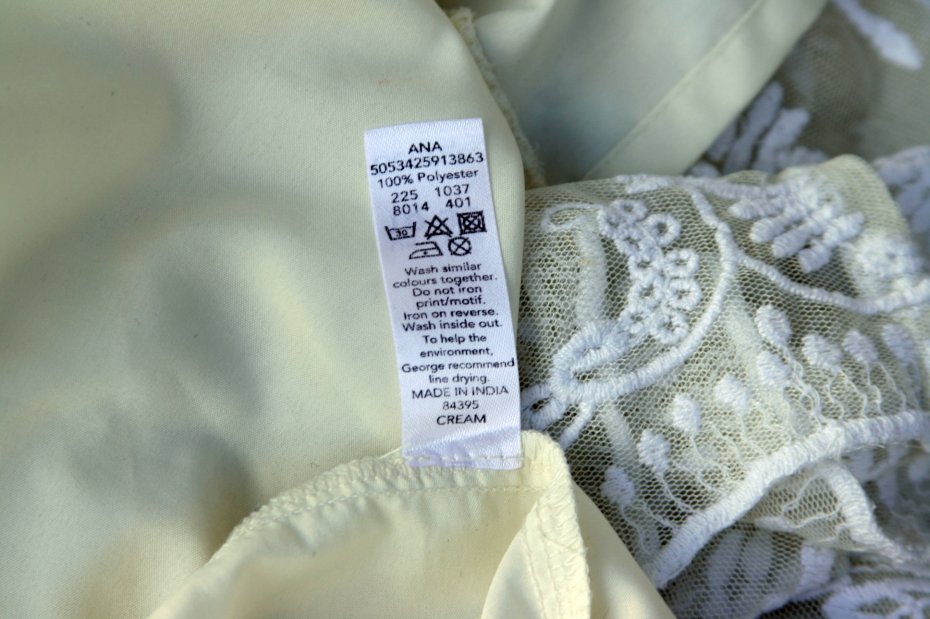 ANA
5053425913863
100% Polyester
225 1037
8014 401
30
Wash similar
colours together.
Do not iron
print/motif.
Iron on reverse.
Wash inside out.
To help the
environment,
George recommend
line drying.
MADE IN INDIA
84395
CREAM